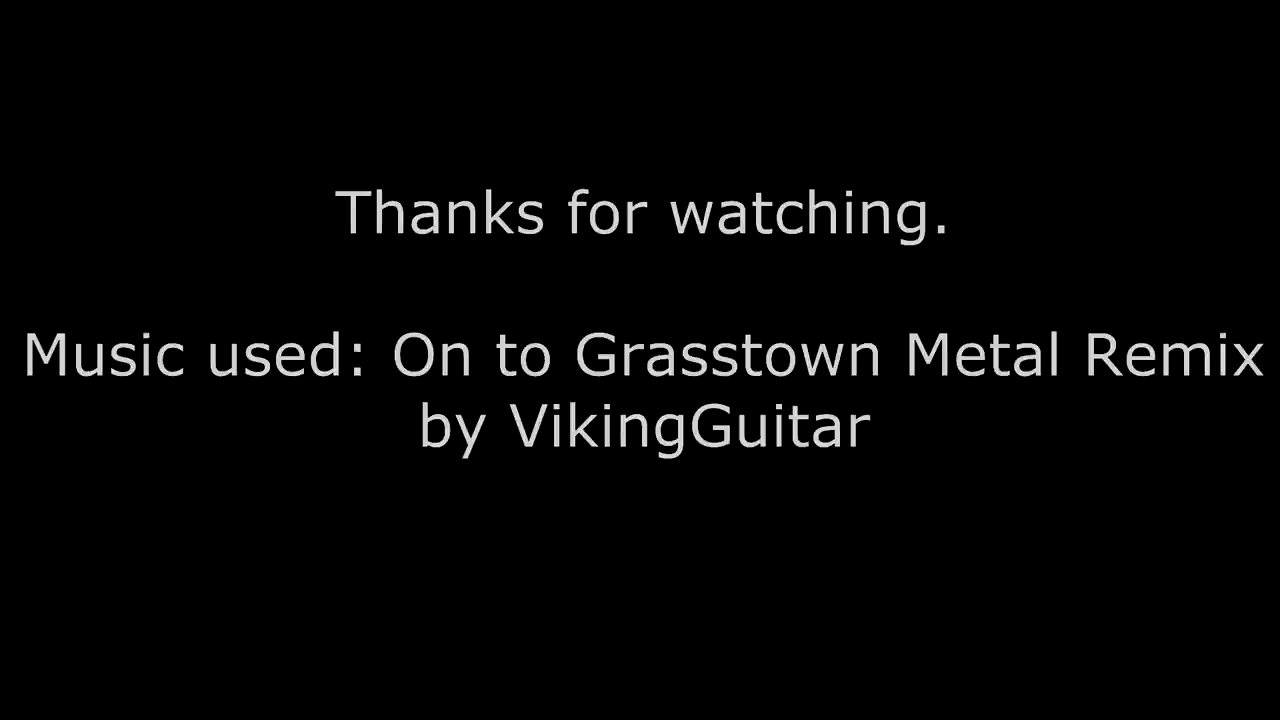 Thanks for watching.
Music used: On to Grasstown Metal Remix
by VikingGuitar